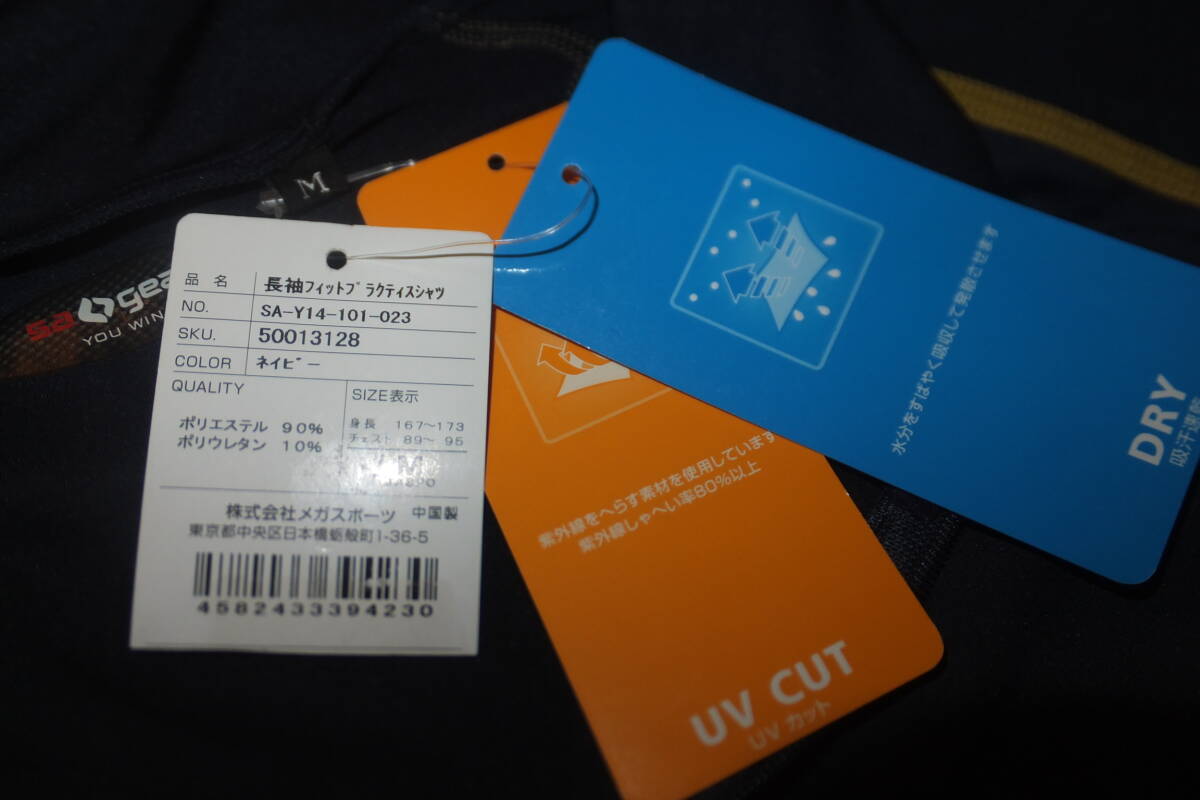 M
sa gea
YOU WIN
品 名 長袖フィットプラクティスシャツ
NO. SA-Y14-101-023
SKU. 50013128
COLOR ネイビー
QUALITY
ポリエステル 90%
ポリウレタン 10%
SIZE表示
身長 167～173
チェスト 89～ 95
M
株式会社メガスポーツ 中国製
東京都中央区日本橋蛎殻町1-36-5
4582433394230
紫外線をへらす素材を使用しています
紫外線しゃへい率80%以上
UV CUT
UV カット
水分をすばやく吸収して発散させます
DRY
吸汗速